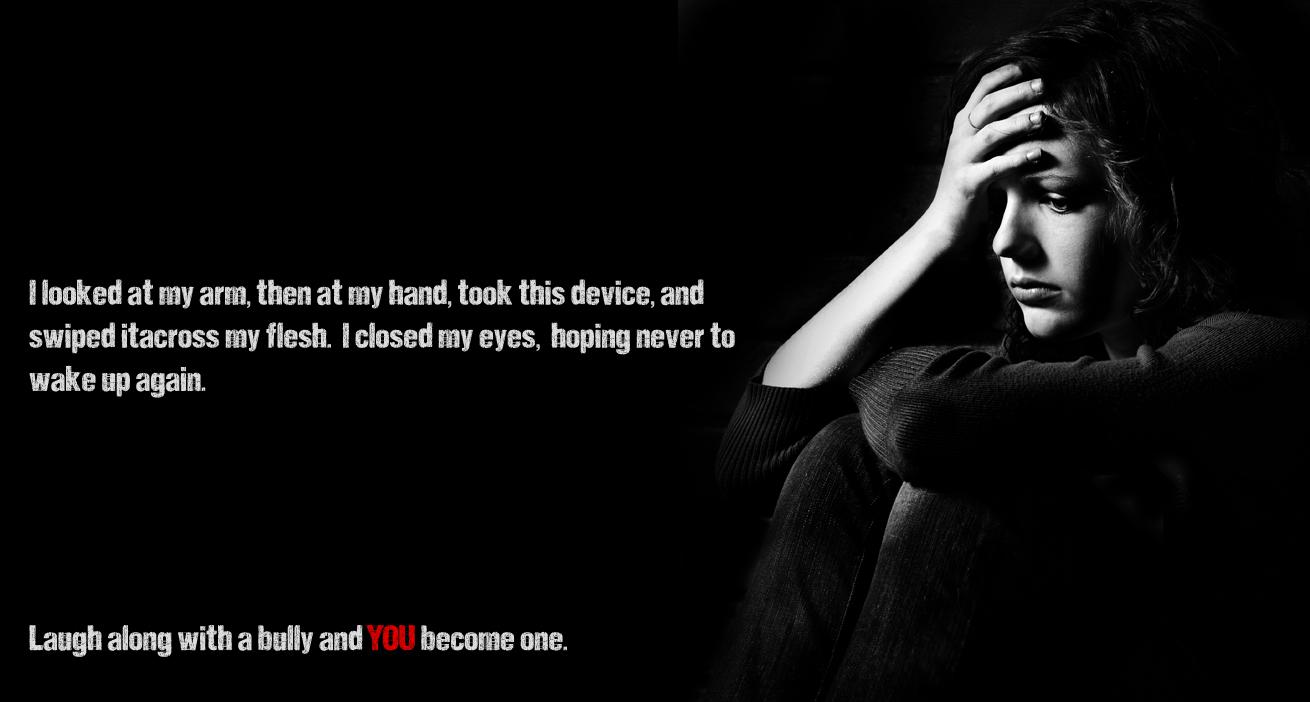 I looked at my arm, then at my hand, took this device, and
swiped itacross my flesh. I closed my eyes, hoping never to
wake up again.
Laugh along with a bully and YOU become one.